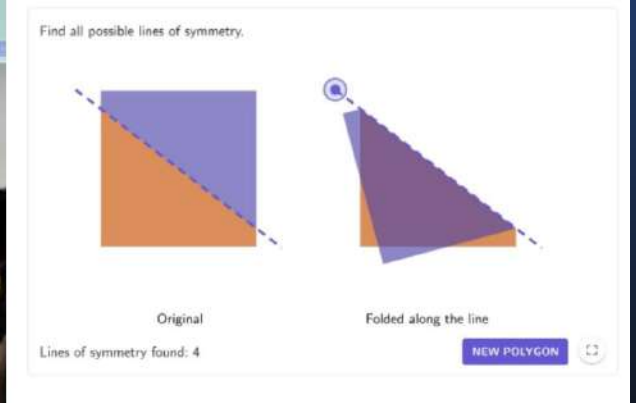 Find all possible lines of symmetry.
Original
Folded along the line
Lines of symmetry found: 4
NEW POLYGON